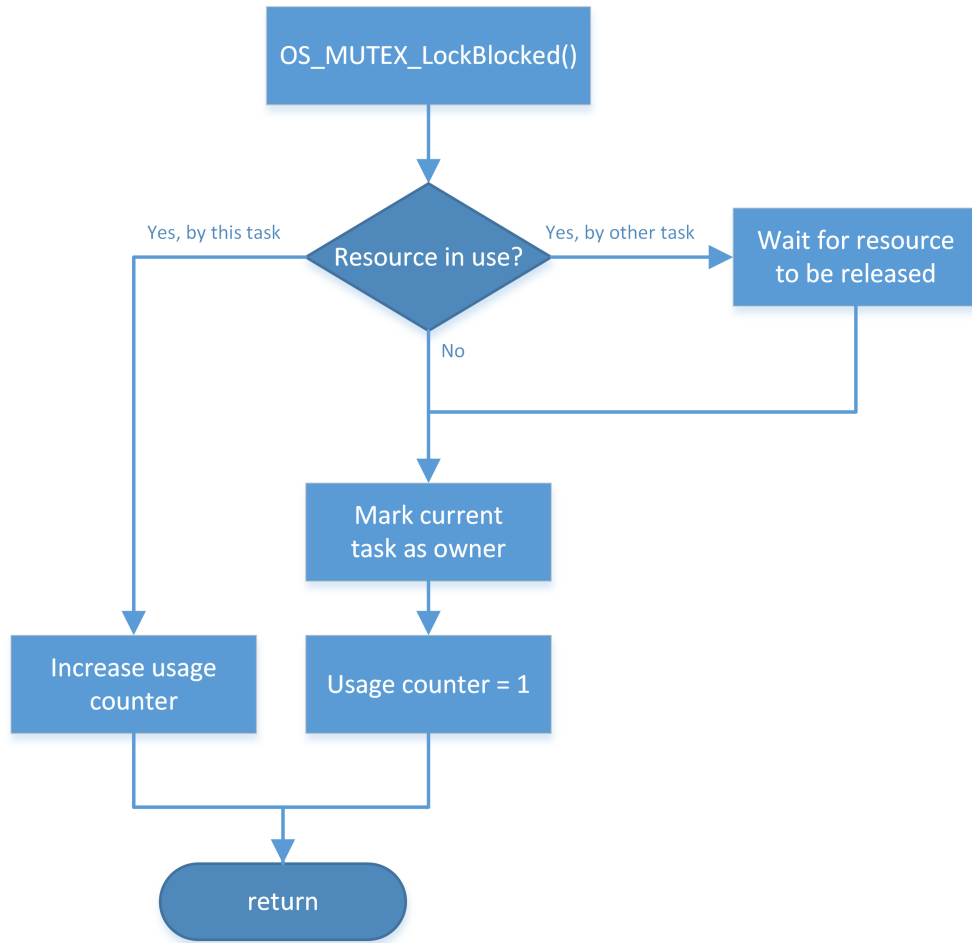 OS_MUTEX_LockBlocked()
Yes, by this task
Resource in use?
Yes, by other task
Wait for resource
to be released
No
Mark current
task as owner
Increase usage
counter
Usage counter = 1
return